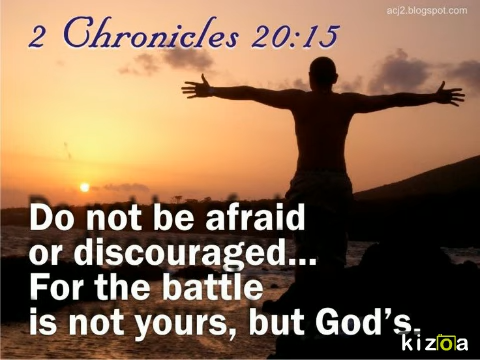 acj2.blogspot.com
2 Chronicles 20:15
Do not be afraid
or discouraged...
For the battle
is not yours, but God's.
kizoa